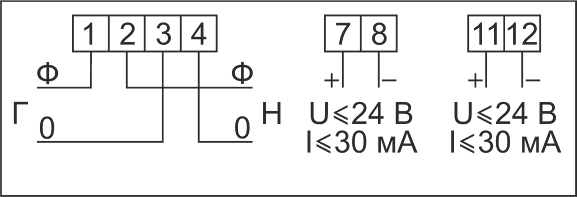 1 2 3 4 7 8 11 12
Ф Ф + − + −
Г Н U⩽24 В U⩽24 В
0 0 I⩽30 мА I⩽30 мА